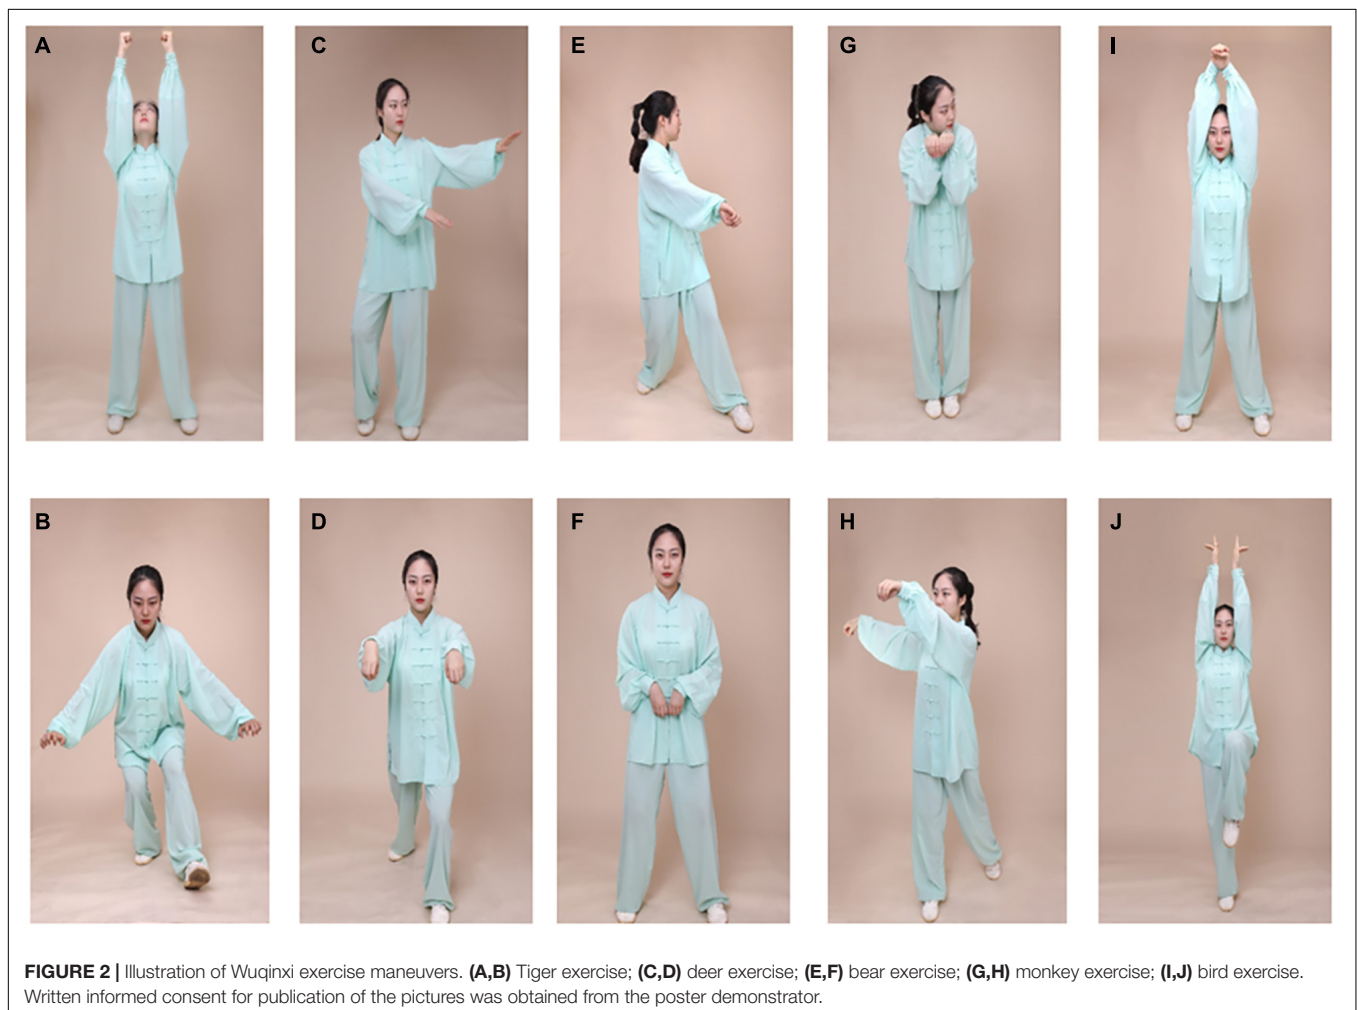 A C E G I
B D F H J
FIGURE 2 | Illustration of Wuqinxi exercise maneuvers. (A,B) Tiger exercise; (C,D) deer exercise; (E,F) bear exercise; (G,H) monkey exercise; (I,J) bird exercise.
Written informed consent for publication of the pictures was obtained from the poster demonstrator.